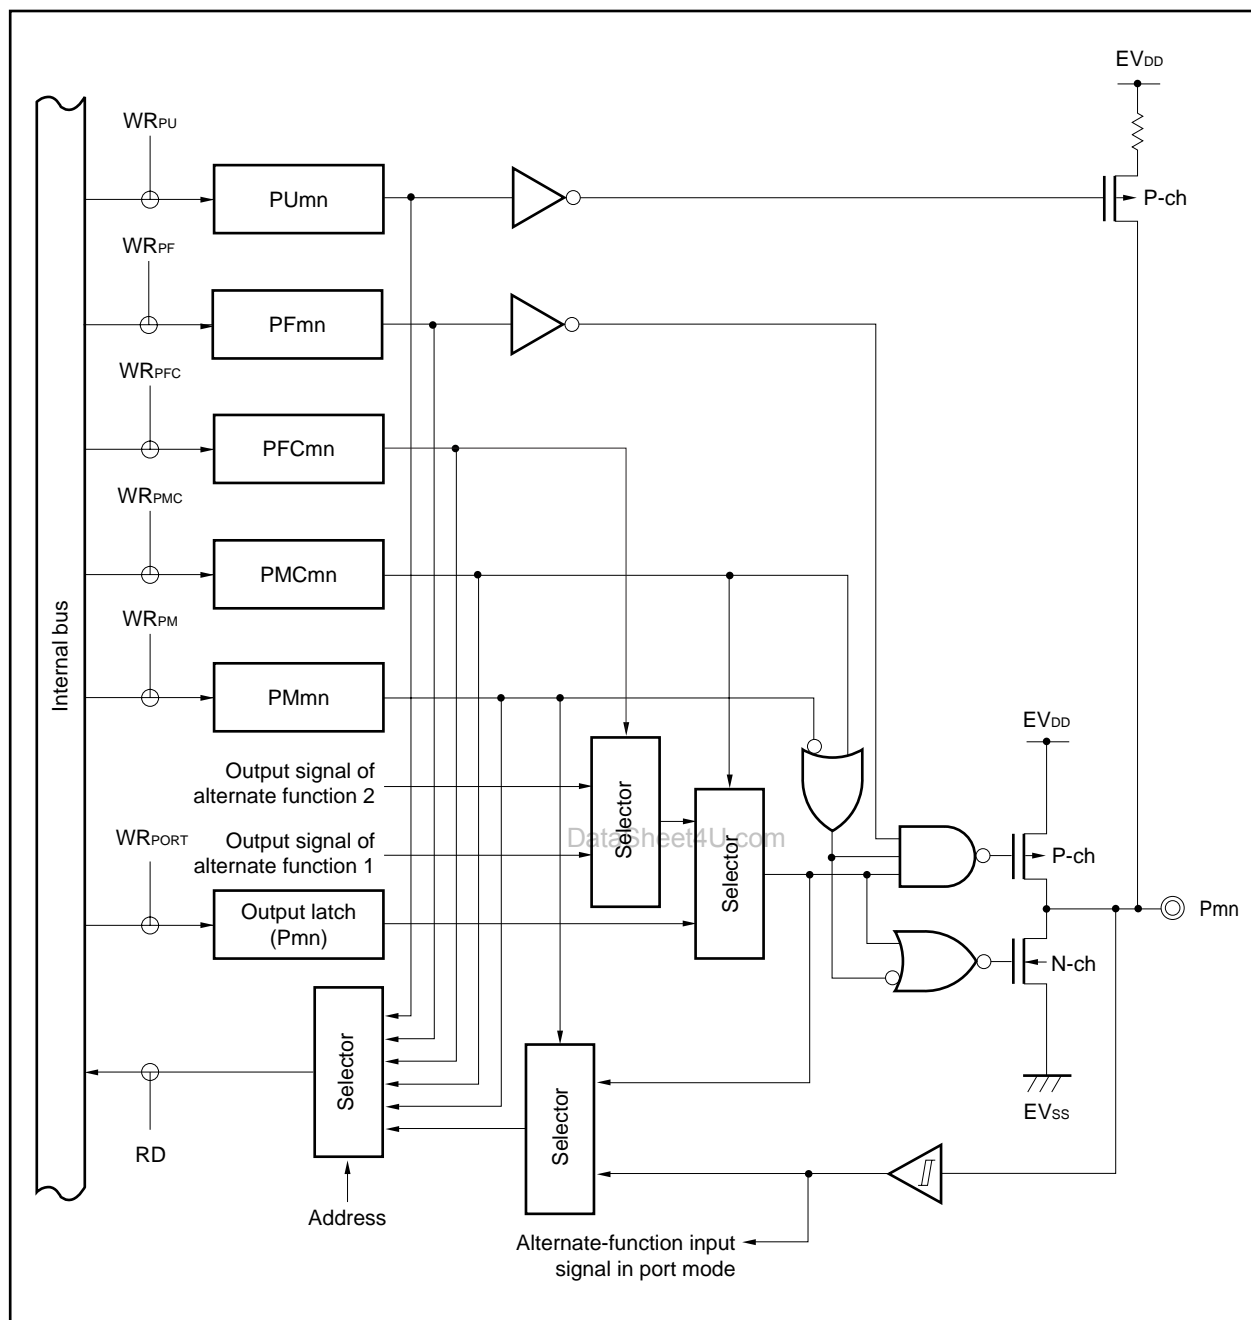 EVDD
WRPU
PUmn
P-ch
WRPF
PFmn
WRPFC
PFCmn
WRPMC
PMCmn
Internal bus
WRPM
PMmn
EVDD
Output signal of
alternate function 2
Selector
Selector
DataSheet4U.com
WRPORT
Output signal of
alternate function 1
P-ch
Output latch
(Pmn)
Pmn
N-ch
Selector
Selector
EVSS
RD
Address
Alternate-function input
signal in port mode